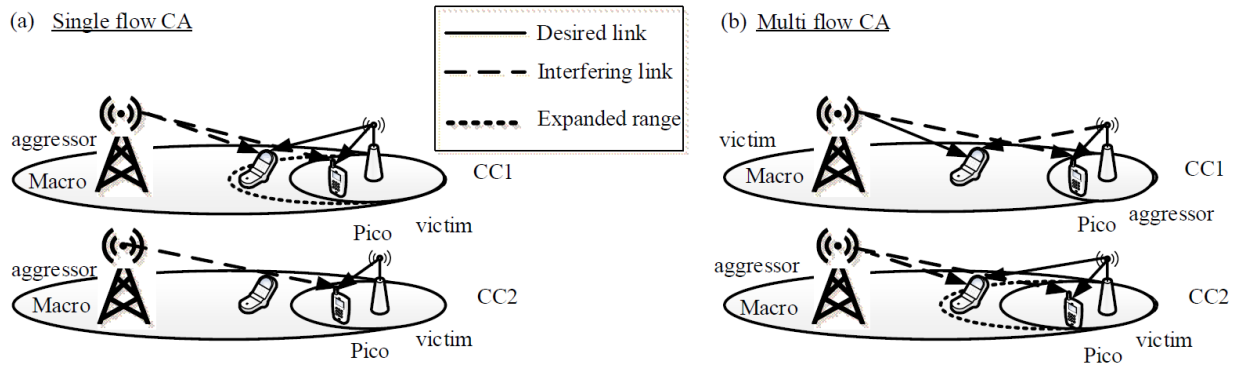 (a) Single flow CA
Desired link
Interfering link
Expanded range
aggressor
Macro
CC1
victim
Pico
aggressor
Macro
CC2
victim
Pico
(b) Multi flow CA
victim
Macro
CC1
Pico
aggressor
aggressor
Macro
CC2
victim
Pico